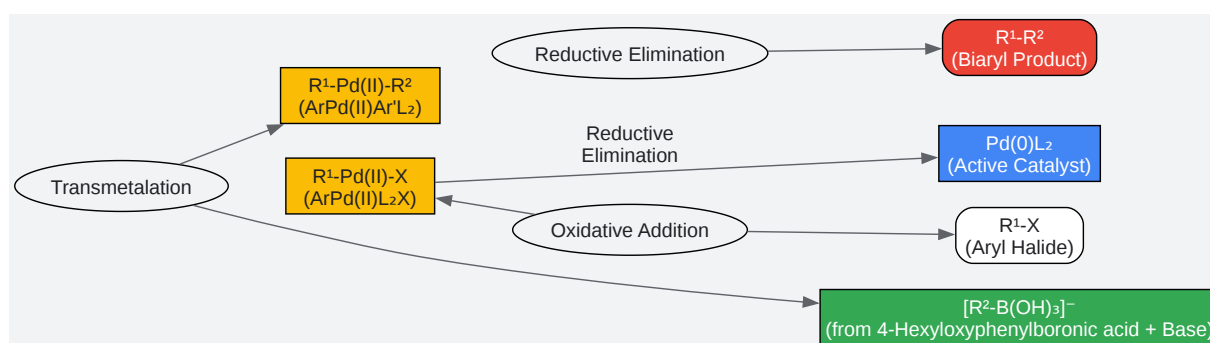 Reductive Elimination
R¹-R²
(Biaryl Product)
R¹-Pd(II)-R²
(ArPd(II)Ar'L₂)
Reductive
Elimination
Pd(0)L₂
(Active Catalyst)
Transmetalation
R¹-Pd(II)-X
(ArPd(II)L₂X)
Oxidative Addition
R¹-X
(Aryl Halide)
[R²-B(OH)₃]⁻
(from 4-Hexyloxyphenylboronic acid + Base)